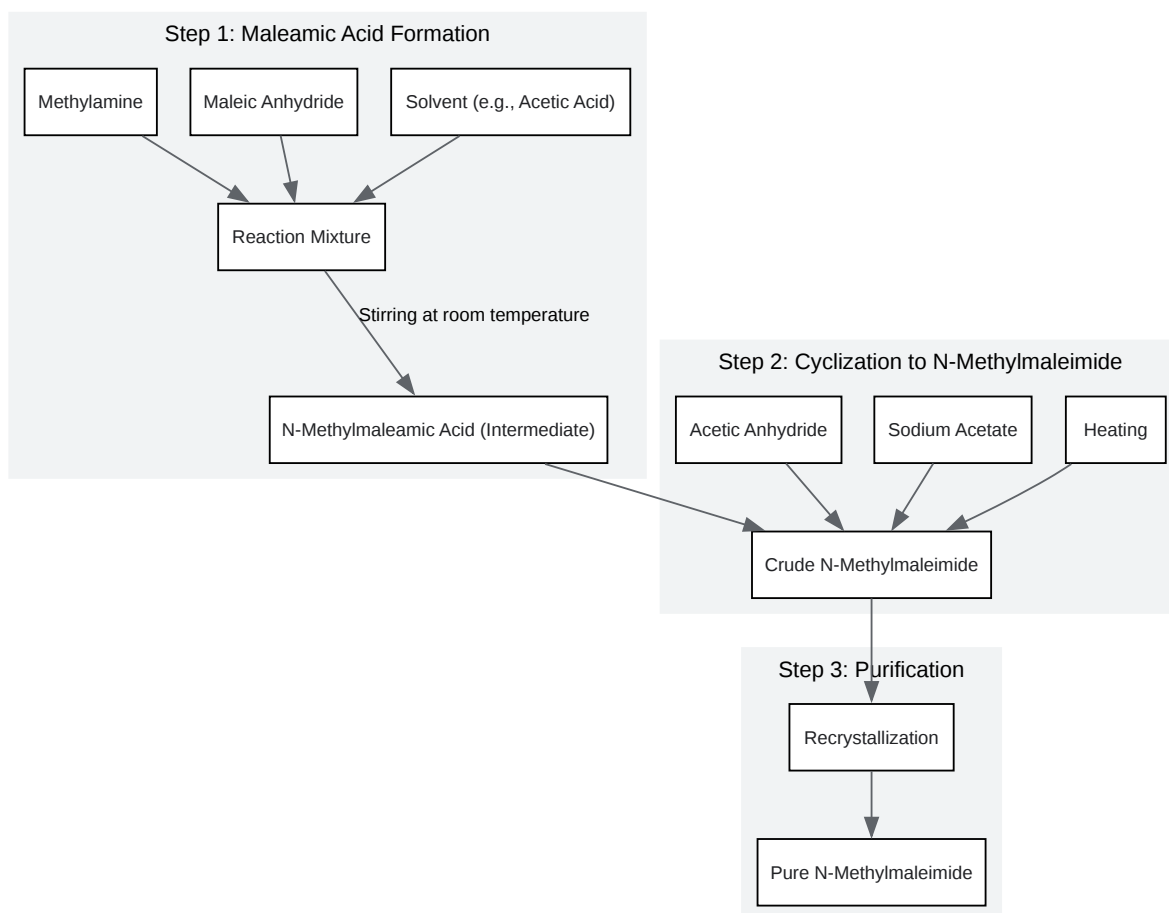 Step 1: Maleamic Acid Formation
Methylamine
Maleic Anhydride
Solvent (e.g., Acetic Acid)
Reaction Mixture
Stirring at room temperature
N-Methylmaleamic Acid (Intermediate)
Step 2: Cyclization to N-Methylmaleimide
Acetic Anhydride
Sodium Acetate
Heating
Crude N-Methylmaleimide
Step 3: Purification
Recrystallization
Pure N-Methylmaleimide